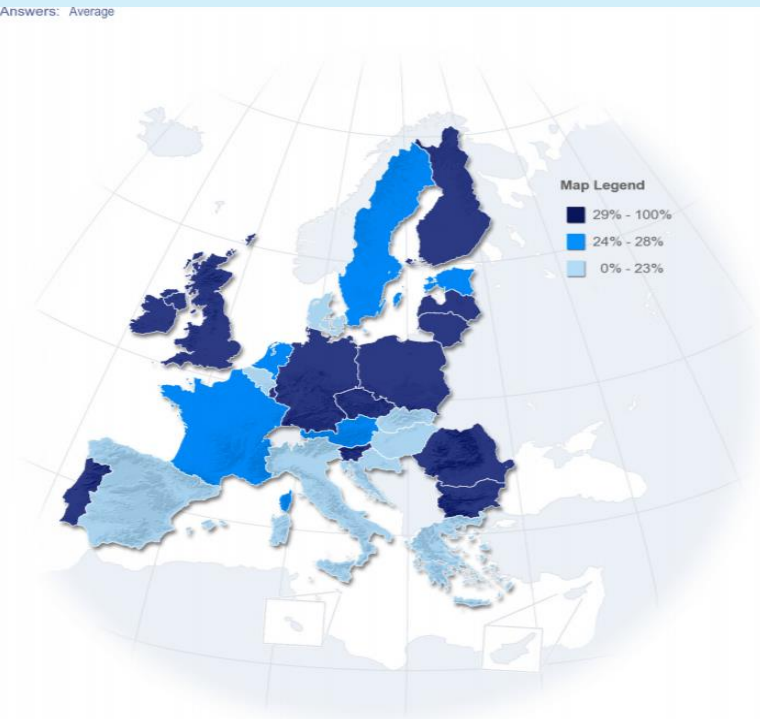 Answers: Average
Map Legend
29% - 100%
24% - 28%
0% - 23%